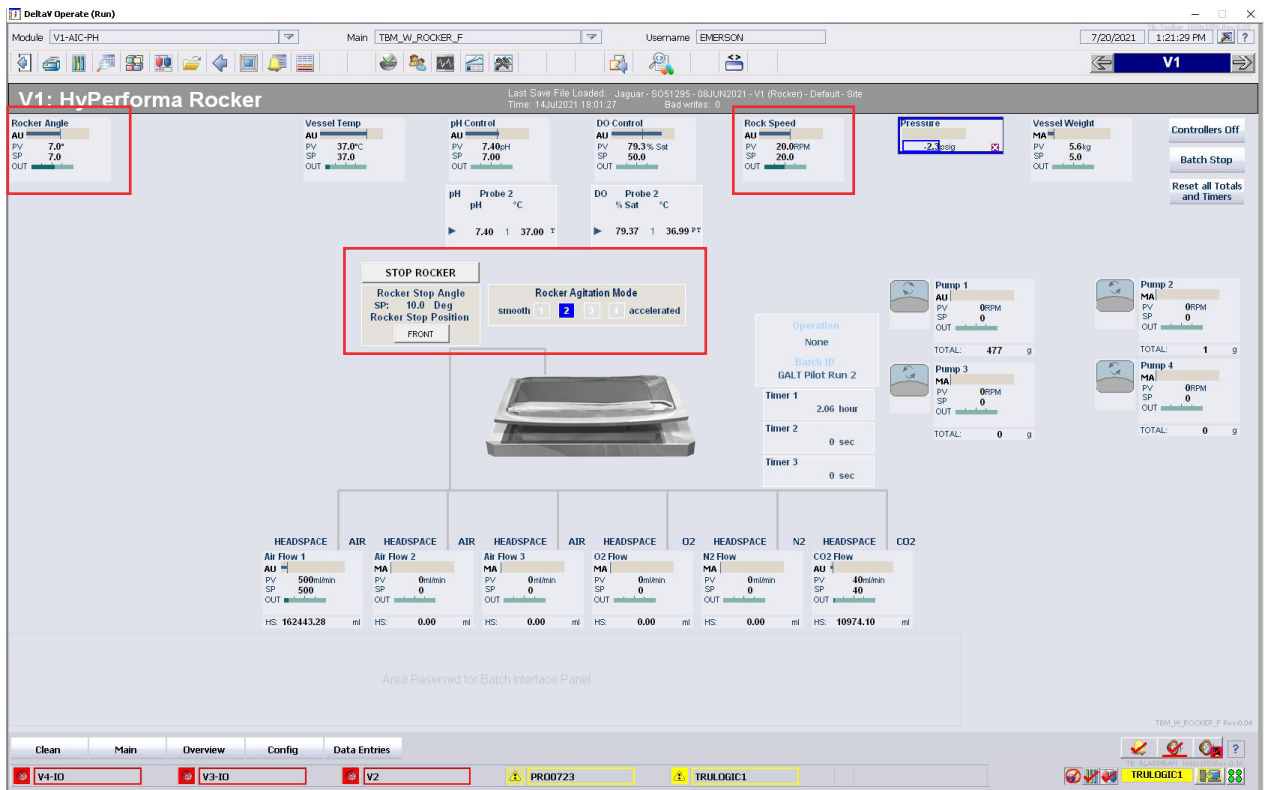 DeltaV Operate (Run)
Module V1-AIC-PH Main TBM_W_ROCKER_F Username EMERSON 7/20/2021 1:21:29 PM ?
V1
V1: HyPerforma Rocker
Last Save File Loaded: Jaguar - SO51295 - 08JUN2021 - V1 (Rocker) - Default - Site
Time: 14Jul2021 18:01:27 Bad writes: 0
Rocker Angle
AU
PV 7.0°
SP 7.0
OUT
Vessel Temp
AU
PV 37.0°C
SP 37.0
OUT
pH Control
AU
PV 7.40pH
SP 7.00
OUT
DO Control
AU
PV 79.3% Sat
SP 50.0
OUT
Rock Speed
AU
PV 20.0RPM
SP 20.0
OUT
Pressure
-2.3psig
Vessel Weight
MA
PV 5.6kg
SP 5.0
OUT
Controllers Off
Batch Stop
Reset all Totals
and Timers
pH Probe 2
pH °C
7.40 1 37.00 T
DO Probe 2
% Sat °C
79.37 1 36.99 PT
STOP ROCKER
Rocker Stop Angle
SP: 10.0 Deg
Rocker Stop Position
FRONT
Rocker Agitation Mode
smooth 1 2 3 4 accelerated
Operation
None
Batch ID
GALT Pilot Run 2
Timer 1
2.06 hour
Timer 2
0 sec
Timer 3
0 sec
Pump 1
AU
PV 0RPM
SP 0
OUT
TOTAL: 477 g
Pump 2
MA
PV 0RPM
SP 0
OUT
TOTAL: 1 g
Pump 3
MA
PV 0RPM
SP 0
OUT
TOTAL: 0 g
Pump 4
MA
PV 0RPM
SP 0
OUT
TOTAL: 0 g
HEADSPACE AIR HEADSPACE AIR HEADSPACE AIR HEADSPACE O2 HEADSPACE N2 HEADSPACE CO2
Air Flow 1
AU
PV 500ml/min
SP 500
OUT
HS: 162443.28 ml
Air Flow 2
MA
PV 0ml/min
SP 0
OUT
HS: 0.00 ml
Air Flow 3
MA
PV 0ml/min
SP 0
OUT
HS: 0.00 ml
O2 Flow
MA
PV 0ml/min
SP 0
OUT
HS: 0.00 ml
N2 Flow
MA
PV 0ml/min
SP 0
OUT
HS: 0.00 ml
CO2 Flow
AU
PV 40ml/min
SP 40
OUT
HS: 10974.10 ml
Area Reserved for Batch Interface Panel
TBM_W_ROCKER_F Rev:0.04
Clean Main Overview Config Data Entries ?
V4-IO V3-IO V2 PRO0723 TRULOGIC1 TRULOGIC1